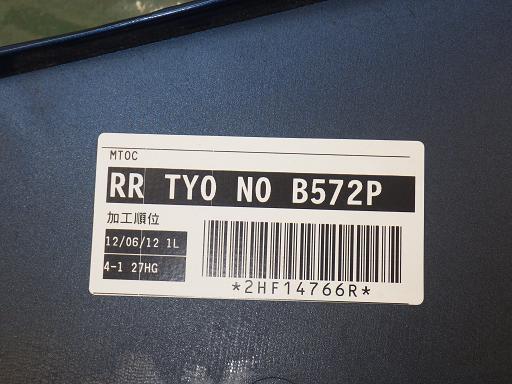 MTOC
RR TYO NO B572P
加工順位
12/06/12 1L
4-1 27HG
*2HF14766R*